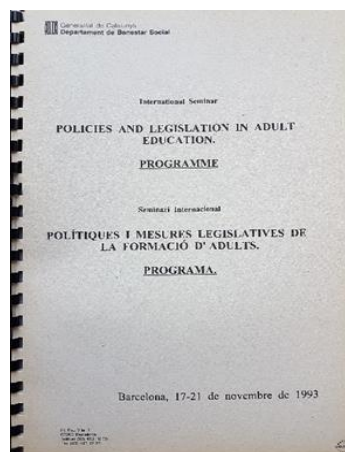 Generalitat de Catalunya
Departament de Benestar Social
International Seminar
POLICIES AND LEGISLATION IN ADULT
EDUCATION.
PROGRAMME
Seminari Internacional
POLÍTIQUES I MESURES LEGISLATIVES DE
LA FORMACIÓ D'ADULTS.
PROGRAMA.
Barcelona, 17-21 de novembre de 1993